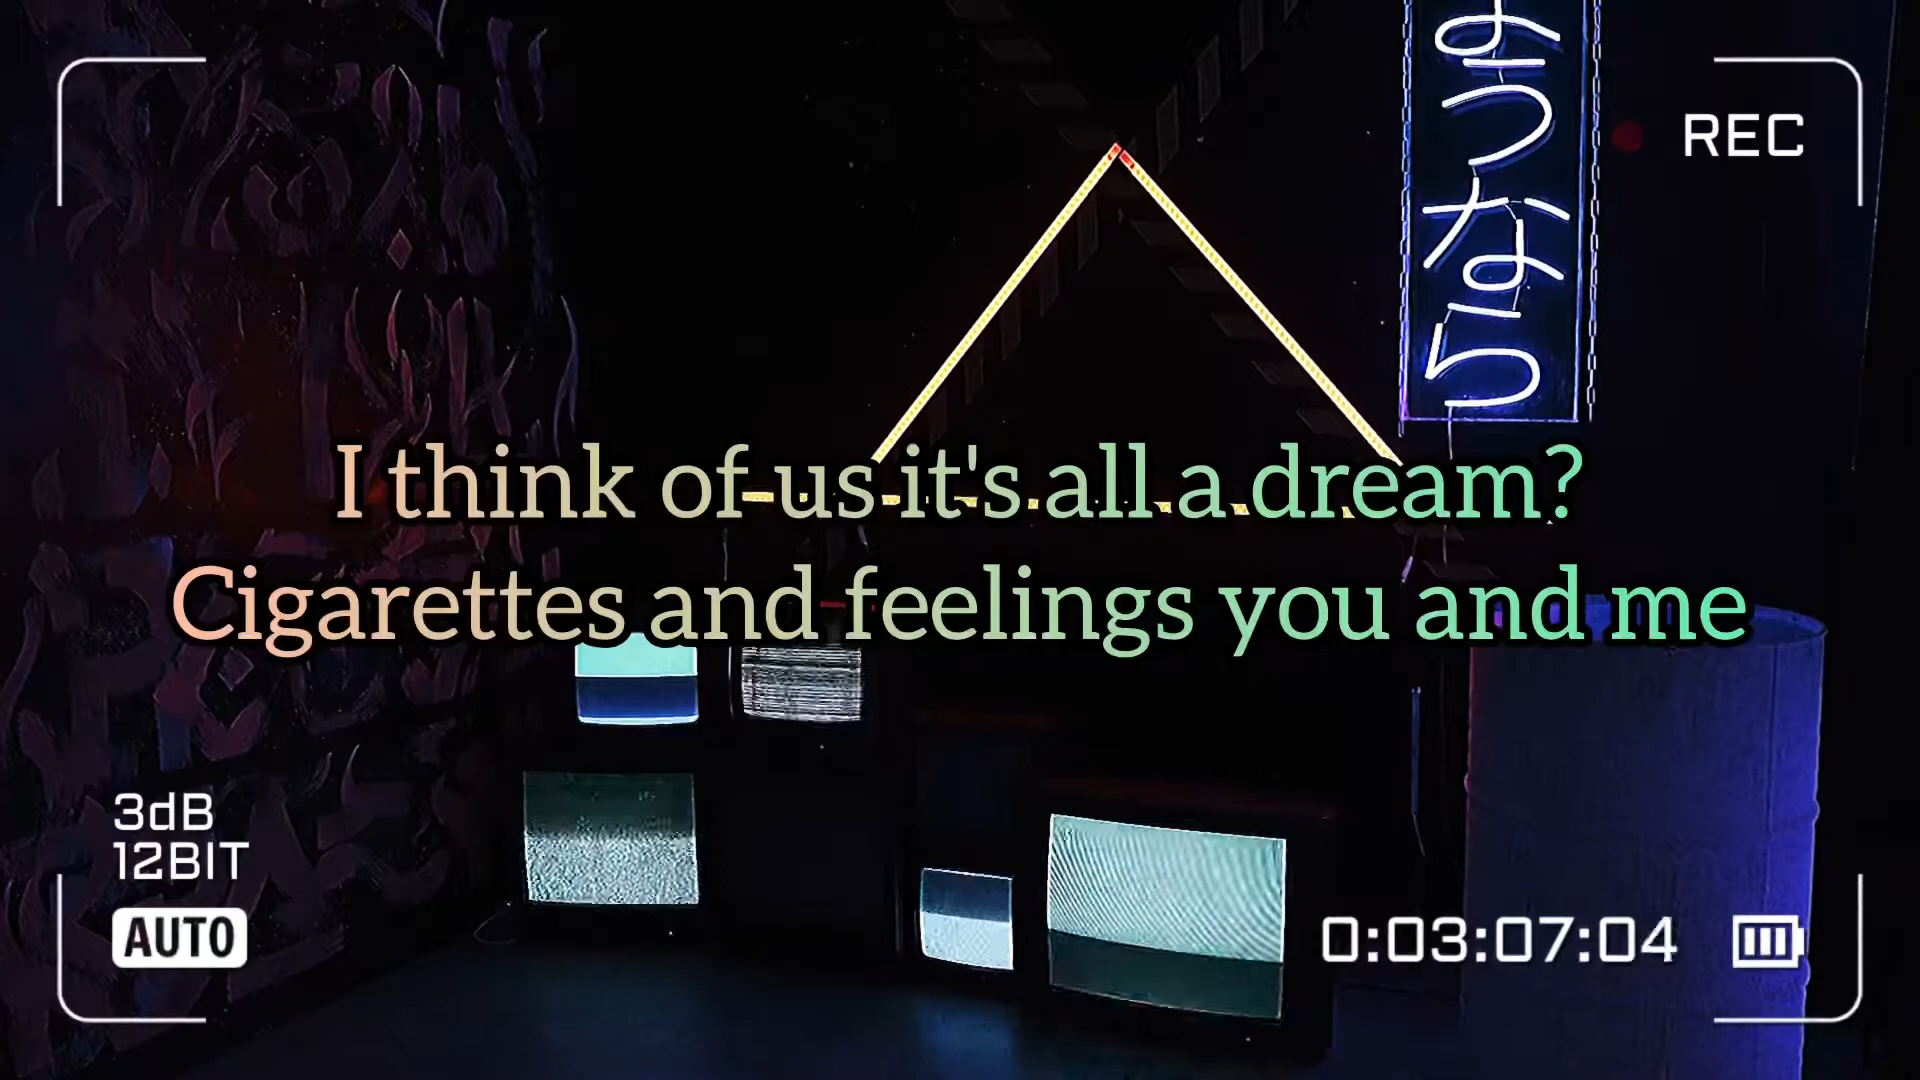 ようなら
REC
I think of us it's all a dream?
Cigarettes and feelings you and me
3dB
12BIT
AUTO
0:03:07:04